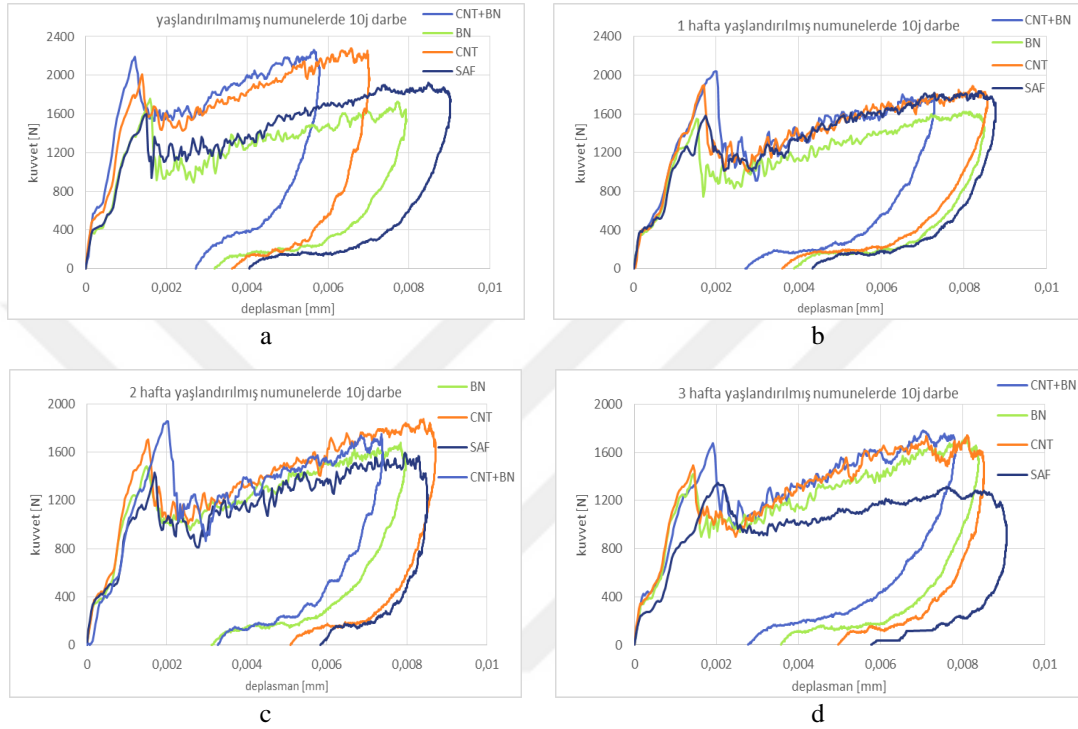 yaşlandırılmamış numunelerde 10j darbe
CNT+BN
BN
CNT
SAF
kuvvet [N]
2400
2000
1600
1200
800
400
0
0
0,002
0,004
0,006
0,008
0,01
deplasman [mm]
a
1 hafta yaşlandırılmış numunelerde 10j darbe
CNT+BN
BN
CNT
SAF
kuvvet [N]
2400
2000
1600
1200
800
400
0
0
0,002
0,004
0,006
0,008
0,01
deplasman [mm]
b
2 hafta yaşlandırılmış numunelerde 10j darbe
BN
CNT
SAF
CNT+BN
kuvvet [N]
2000
1600
1200
800
400
0
0
0,002
0,004
0,006
0,008
0,01
deplasman [mm]
c
3 hafta yaşlandırılmış numunelerde 10j darbe
CNT+BN
BN
CNT
SAF
kuvvet [N]
2000
1600
1200
800
400
0
0
0,002
0,004
0,006
0,008
0,01
deplasman [mm]
d